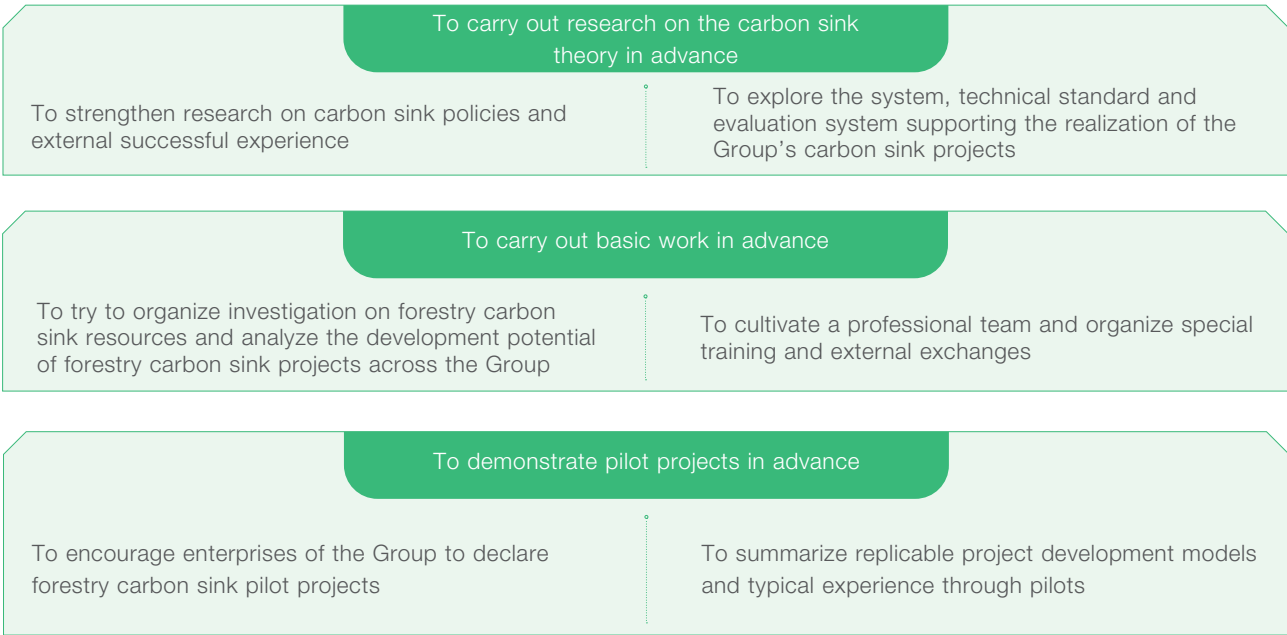 To carry out research on the carbon sink
theory in advance
To strengthen research on carbon sink policies and
external successful experience
To explore the system, technical standard and
evaluation system supporting the realization of the
Group’s carbon sink projects
To carry out basic work in advance
To try to organize investigation on forestry carbon
sink resources and analyze the development potential
of forestry carbon sink projects across the Group
To cultivate a professional team and organize special
training and external exchanges
To demonstrate pilot projects in advance
To encourage enterprises of the Group to declare
forestry carbon sink pilot projects
To summarize replicable project development models
and typical experience through pilots